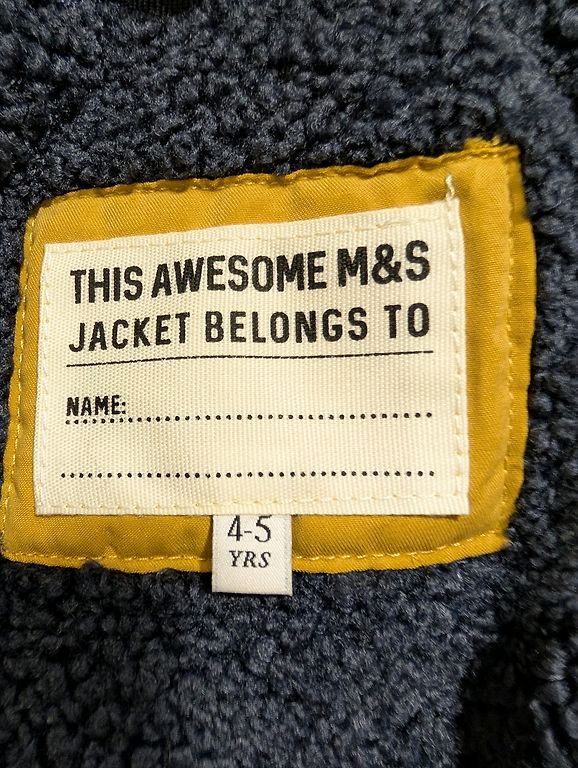 THIS AWESOME M&S
JACKET BELONGS TO
NAME:
4-5
YRS